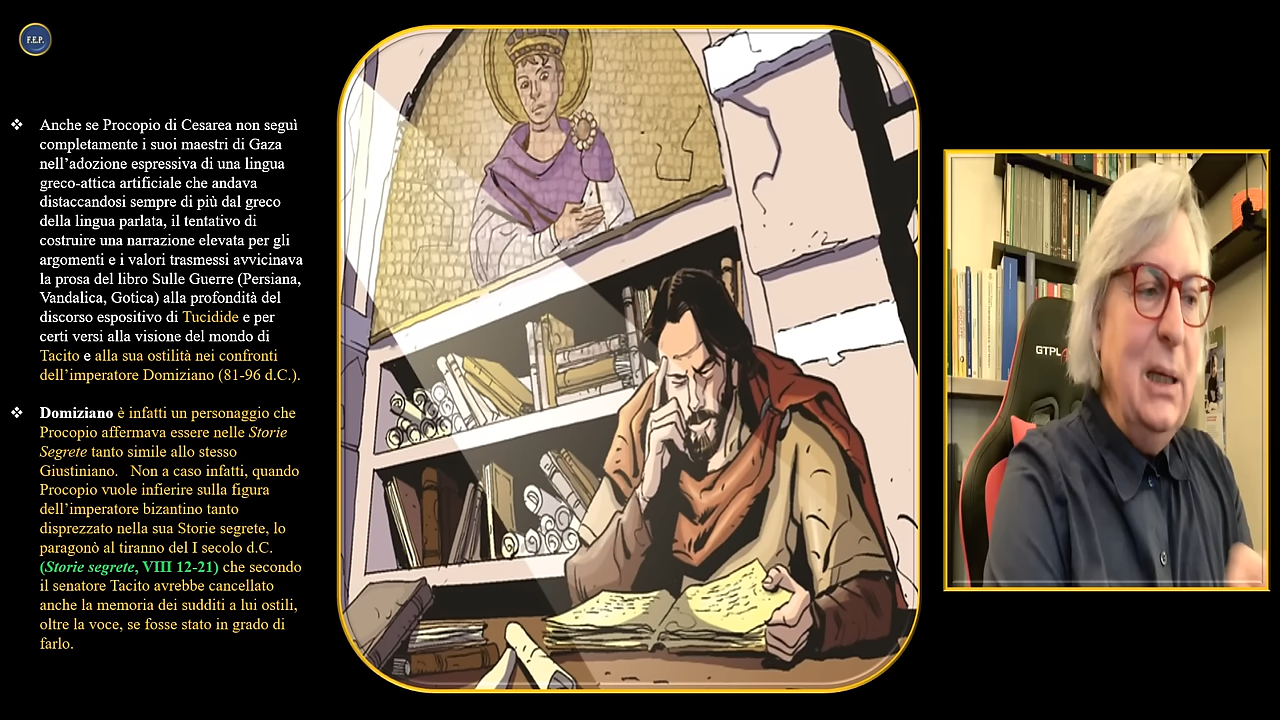 F.E.P.
❖ Anche se Procopio di Cesarea non seguì
completamente i suoi maestri di Gaza
nell’adozione espressiva di una lingua
greco-attica artificiale che andava
distaccandosi sempre di più dal greco
della lingua parlata, il tentativo di
costruire una narrazione elevata per gli
argomenti e i valori trasmessi avvicinava
la prosa del libro Sulle Guerre (Persiana,
Vandalica, Gotica) alla profondità del
discorso espositivo di Tucidide e per
certi versi alla visione del mondo di
Tacito e alla sua ostilità nei confronti
dell’imperatore Domiziano (81-96 d.C.).
❖ Domiziano è infatti un personaggio che
Procopio affermava essere nelle Storie
Segrete tanto simile allo stesso
Giustiniano. Non a caso infatti, quando
Procopio vuole infierire sulla figura
dell’imperatore bizantino tanto
disprezzato nella sua Storie segrete, lo
paragonò al tiranno del I secolo d.C.
(Storie segrete, VIII 12-21) che secondo
il senatore Tacito avrebbe cancellato
anche la memoria dei sudditi a lui ostili,
oltre la voce, se fosse stato in grado di
farlo.
GTPL